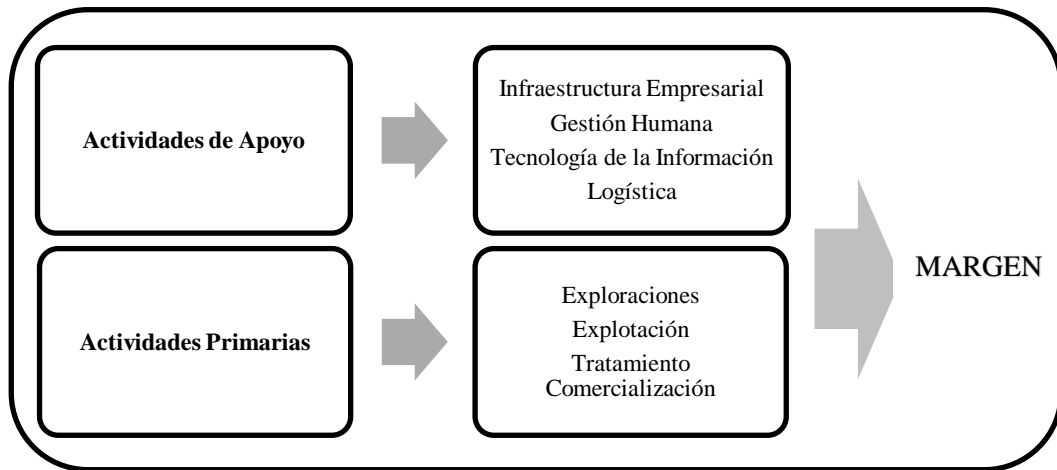 Actividades de Apoyo
Infraestructura Empresarial
Gestión Humana
Tecnología de la Información
Logística
Actividades Primarias
Exploraciones
Explotación
Tratamiento
Comercialización
MARGEN